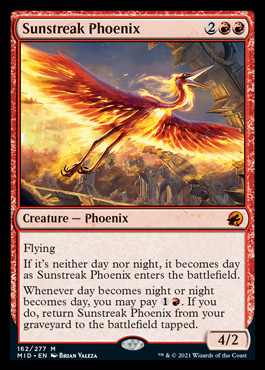 Sunstreak Phoenix 2
Creature — Phoenix
Flying
If it's neither day nor night, it becomes day
as Sunstreak Phoenix enters the battlefield.
Whenever day becomes night or night
becomes day, you may pay 1 . If you
do, return Sunstreak Phoenix from your
graveyard to the battlefield tapped.
4/2
162/277 M
MID • EN BRIAN VALEZA
™ & © 2021 Wizards of the Coast